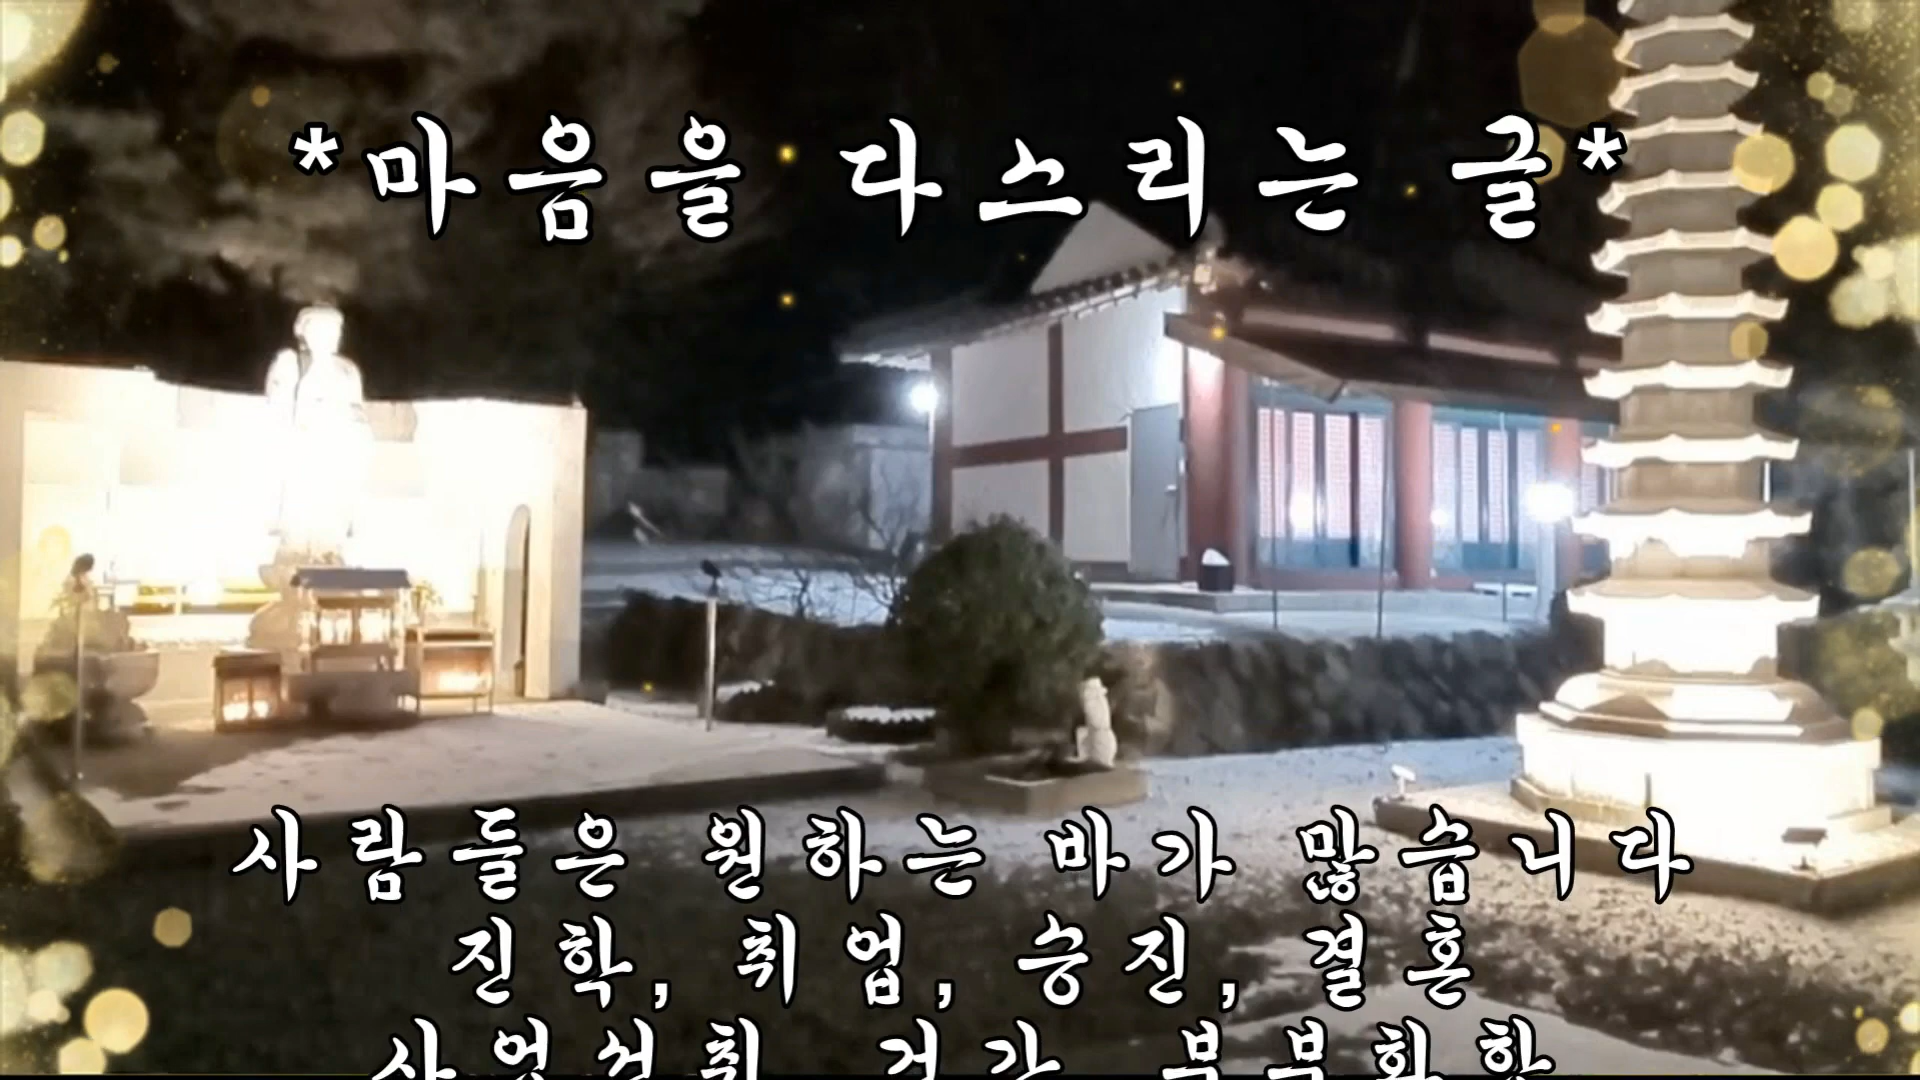 *마음을 다스리는 글*
사람들은 원하는 바가 많습니다
진학, 취업, 승진, 결혼